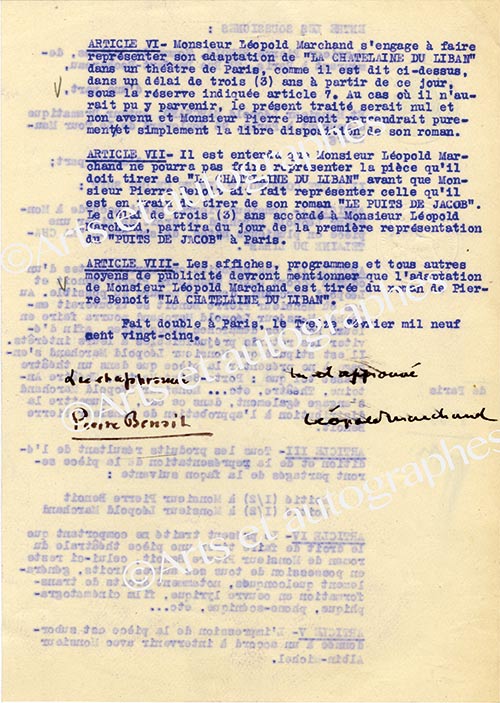 ARTICLE VI- Monsieur Léopold Marchand s'engage à faire
représenter son adaptation de "LA CHATELAINE DU LIBAN"
dans un théâtre de Paris, comme il est dit ci-dessus,
dans un délai de trois (3) ans à partir de ce jour,
sous la réserve indiquée article 7. Au cas où il n'au-
rait pu y parvenir, le présent traité serait nul et
non avenu et Monsieur Pierre Benoit reprendrait pure-
ment et simplement la libre disposition de son roman.
ARTICLE VII- Il est entendu que Monsieur Léopold Mar-
chand ne pourra pas faire représenter la pièce qu'il
doit tirer de "LA CHATELAINE DU LIBAN" avant que Mon-
sieur Pierre Benoit ait fait représenter celle qu'il
est en train de tirer de son roman "LE PUITS DE JACOB".
Le délai de trois (3) ans accordé à Monsieur Léopold
Marchand partira du jour de la première représentation
du "PUITS DE JACOB" à Paris.
ARTICLE VIII- Les affiches, programmes et tous autres
moyens de publicité devront mentionner que l'adaptation
de Monsieur Léopold Marchand est tirée du roman de Pier-
re Benoit "LA CHATELAINE DU LIBAN".
Fait double à Paris, le Treize février mil neuf
cent vingt-cinq.
Lu et approuvé
lu et approuvé
Pierre Benoit
Léopold Marchand
©Arts et autographes